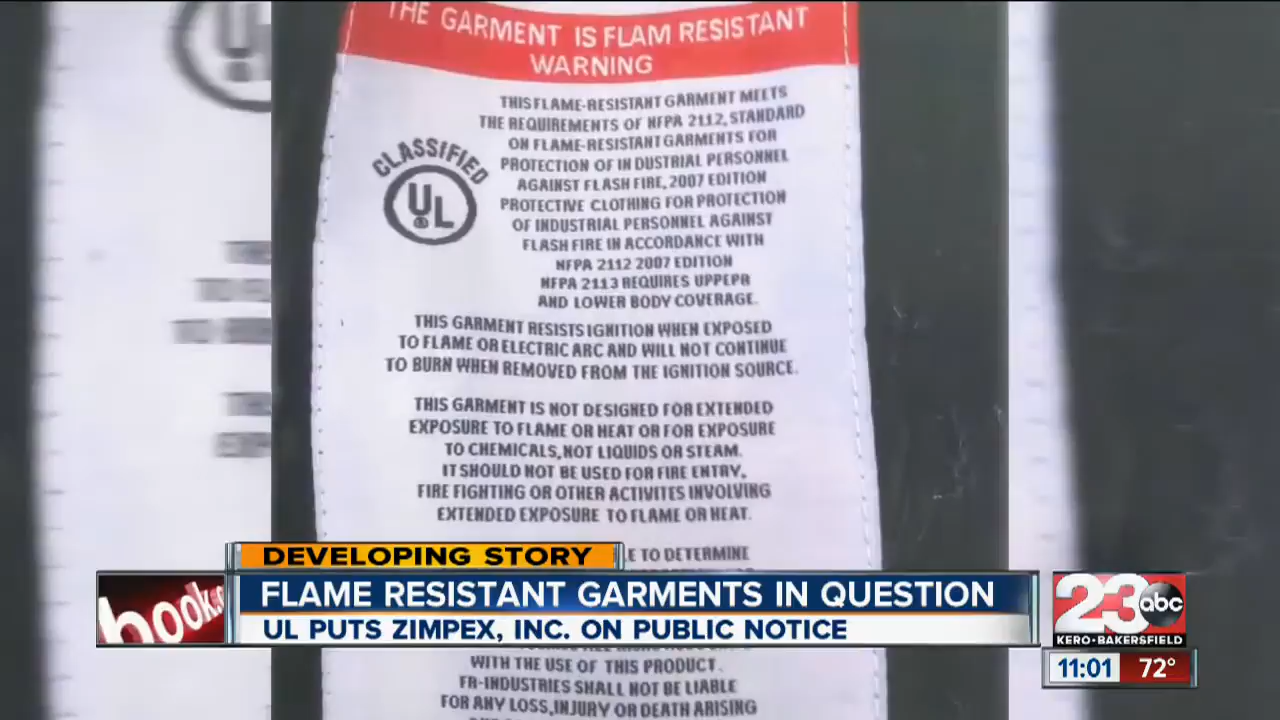 THE GARMENT IS FLAM RESISTANT
WARNING
THIS FLAME-RESISTANT GARMENT MEETS
THE REQUIREMENTS OF NFPA 2112, STANDARD
ON FLAME-RESISTANT GARMENTS FOR
PROTECTION OF IN DUSTRIAL PERSONNEL
AGAINST FLASH FIRE, 2007 EDITION
PROTECTIVE CLOTHING FOR PROTECTION
OF INDUSTRIAL PERSONNEL AGAINST
FLASH FIRE IN ACCORDANCE WITH
NFPA 2112 2007 EDITION
NFPA 2113 REQUIRES UPPEPR
AND LOWER BODY COVERAGE.
CLASSIFIED
UL
THIS GARMENT RESISTS IGNITION WHEN EXPOSED
TO FLAME OR ELECTRIC ARC AND WILL NOT CONTINUE
TO BURN WHEN REMOVED FROM THE IGNITION SOURCE.
THIS GARMENT IS NOT DESIGNED FOR EXTENDED
EXPOSURE TO FLAME OR HEAT OR FOR EXPOSURE
TO CHEMICALS, NOT LIQUIDS OR STEAM.
IT SHOULD NOT BE USED FOR FIRE ENTRY,
FIRE FIGHTING OR OTHER ACTIVITES INVOLVING
EXTENDED EXPOSURE TO FLAME OR HEAT.
TO DETERMINE
DEVELOPING STORY
FLAME RESISTANT GARMENTS IN QUESTION
UL PUTS ZIMPEX, INC. ON PUBLIC NOTICE
book
23 abc
KERO-BAKERSFIELD
11:01 72°
WITH THE USE OF THIS PRODUCT.
FR-INDUSTRIES SHALL NOT BE LIABLE
FOR ANY LOSS, INJURY OR DEATH ARISING